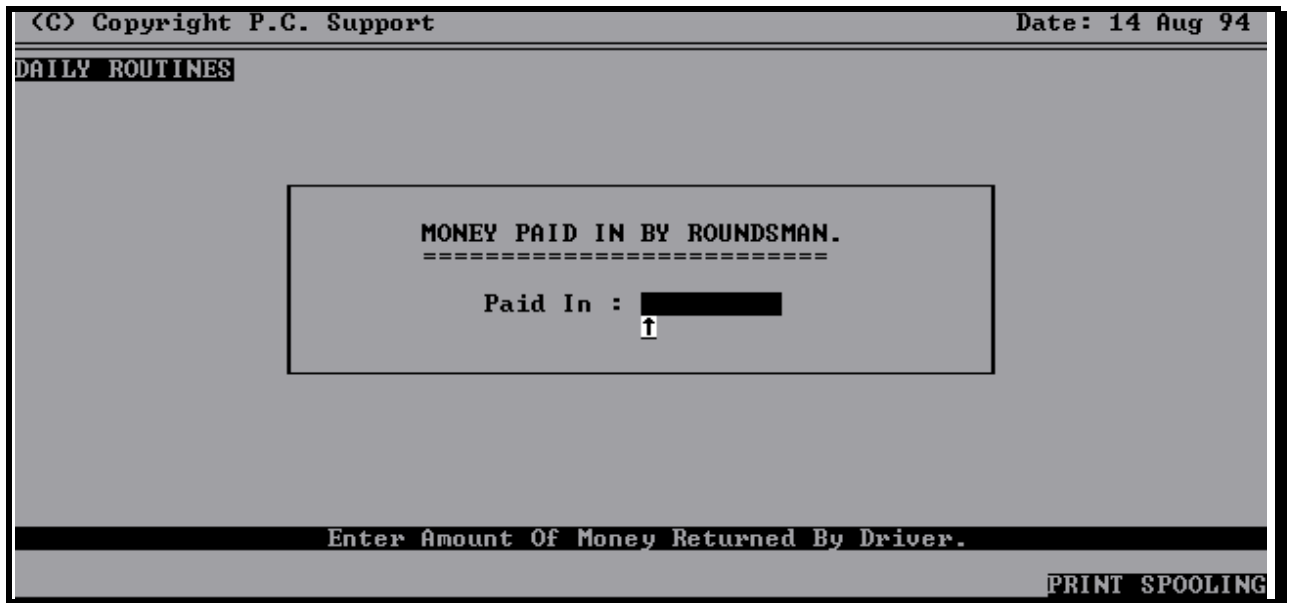 (C) Copyright P.C. Support Date: 14 Aug 94
DAILY ROUTINES
MONEY PAID IN BY ROUNDSMAN.
==========================
Paid In :
↑
Enter Amount Of Money Returned By Driver.
PRINT SPOOLING